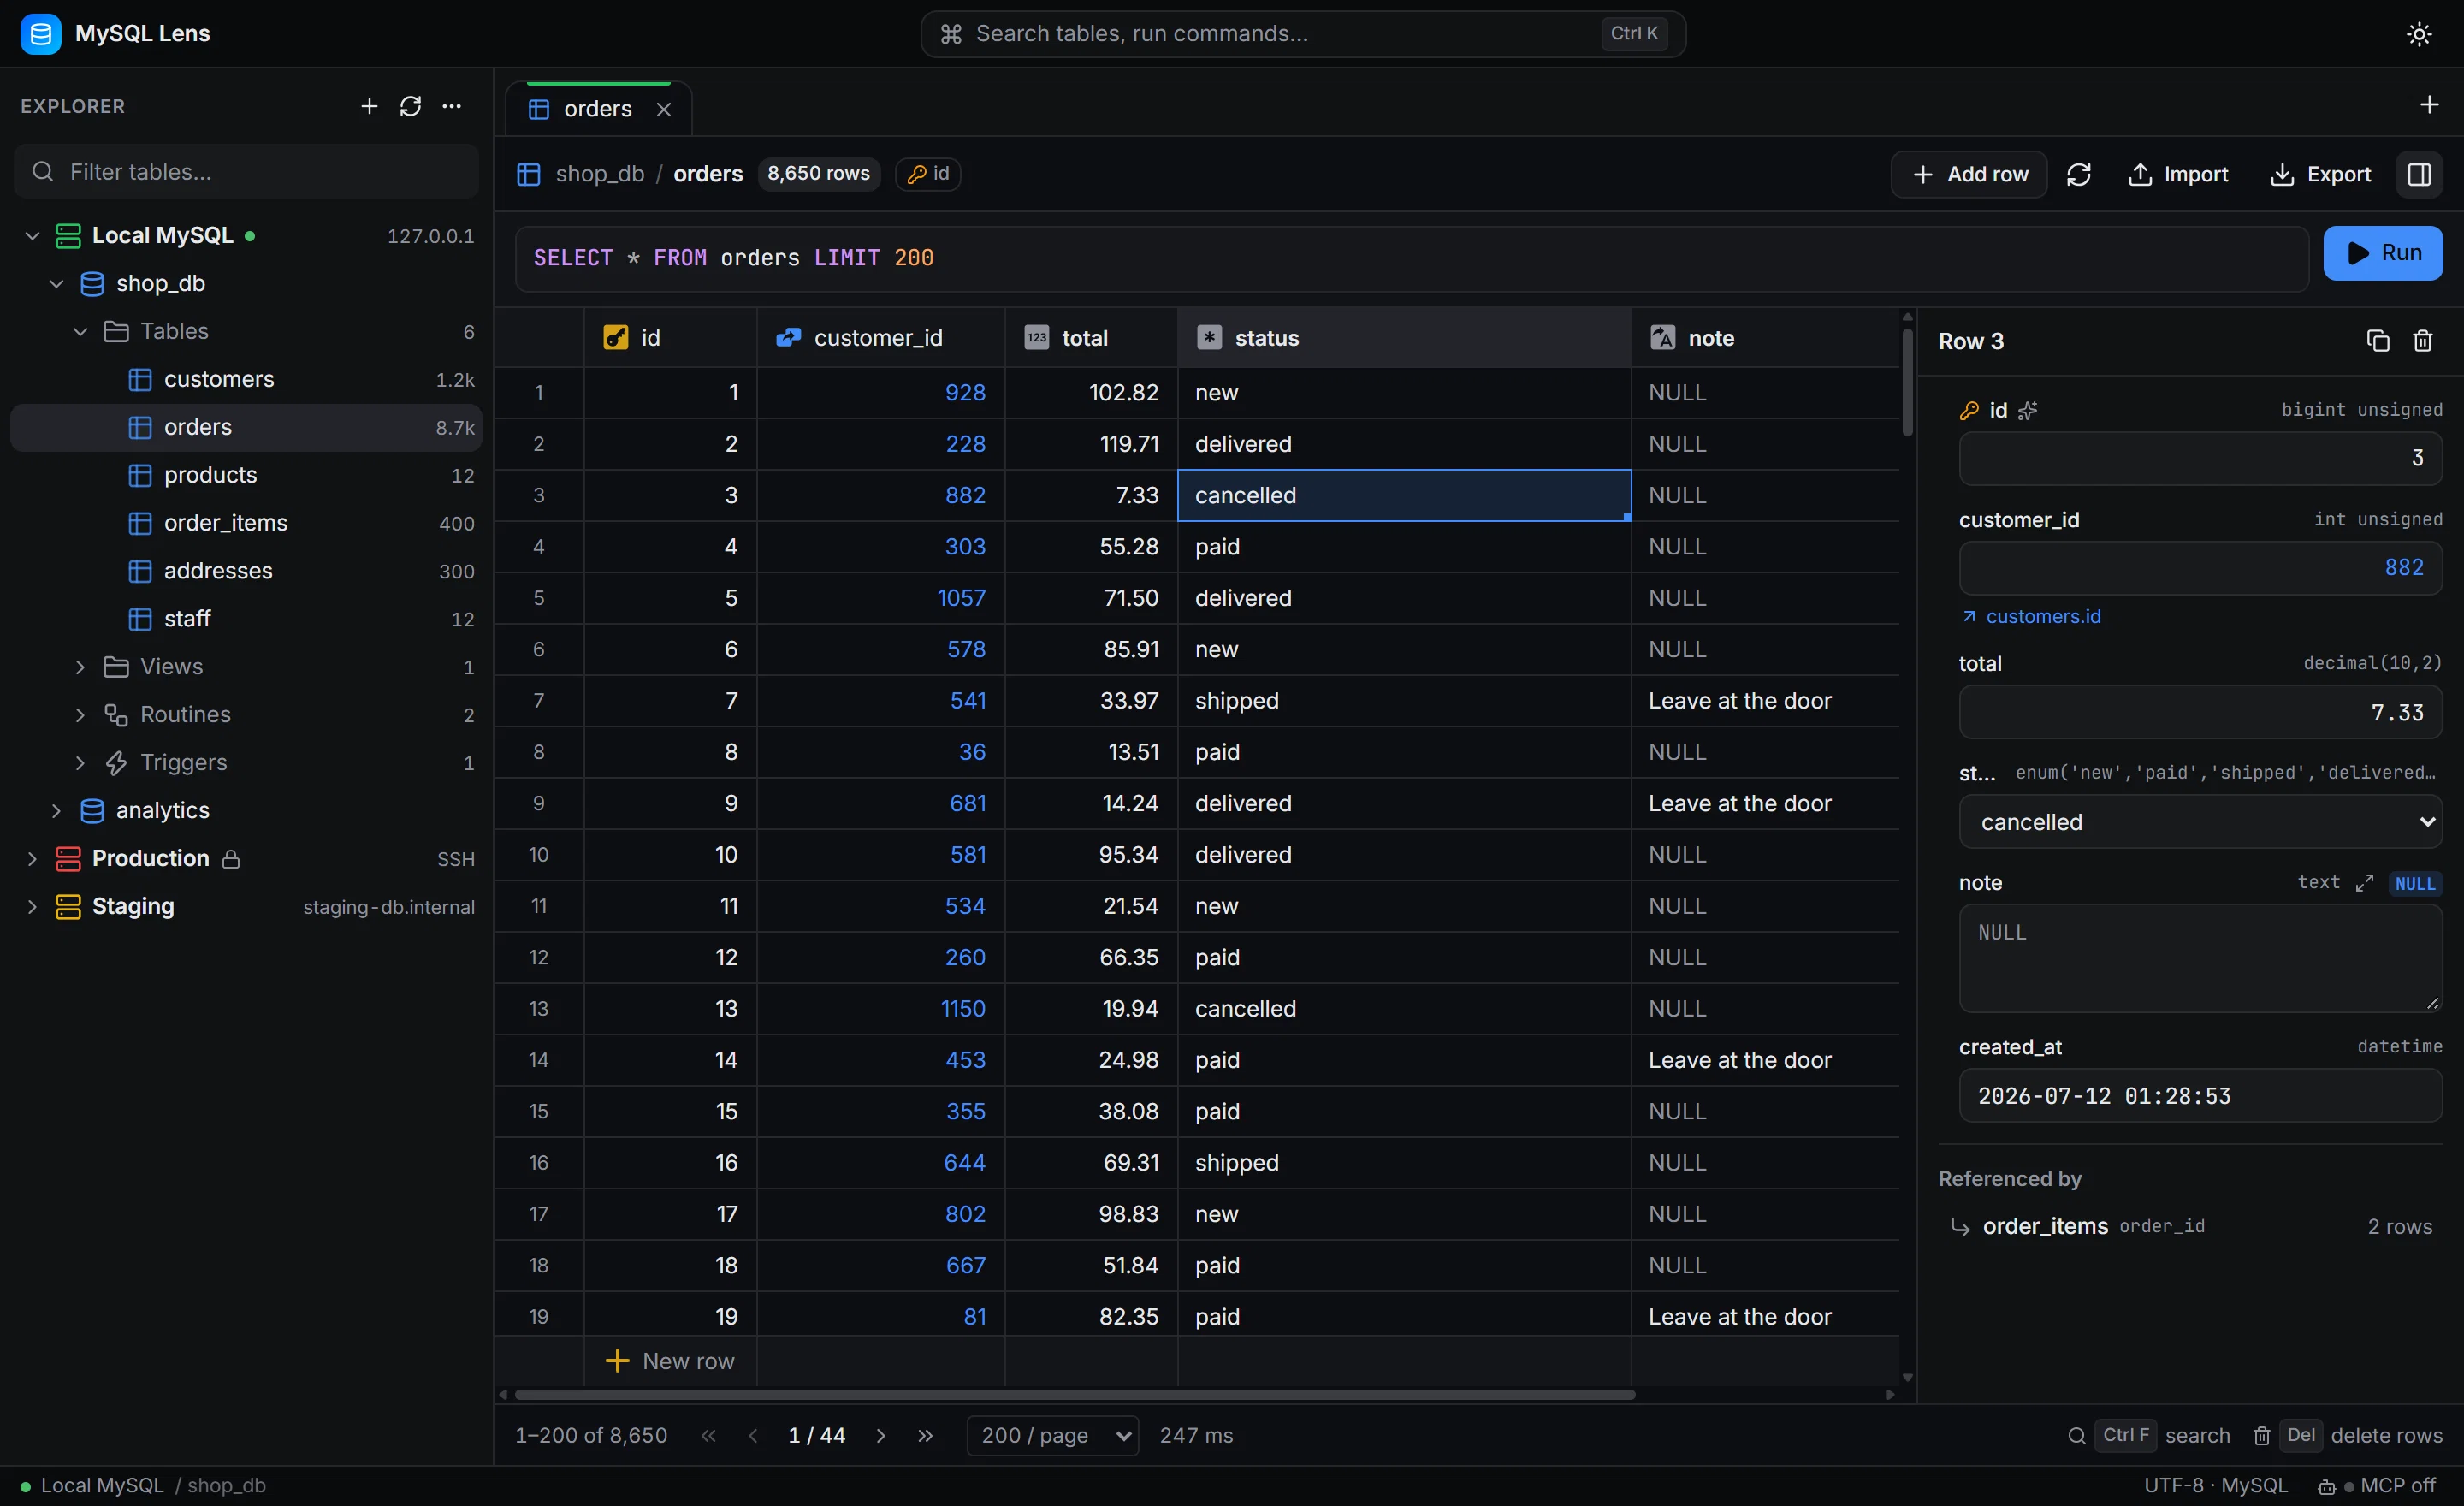 MySQL Lens
Search tables, run commands...
Ctrl K
EXPLORER
Filter tables...
Local MySQL 127.0.0.1
shop_db
Tables 6
customers 1.2k
orders 8.7k
products 12
order_items 400
addresses 300
staff 12
Views 1
Routines 2
Triggers 1
analytics
Production SSH
Staging staging-db.internal
orders
shop_db / orders 8,650 rows id
Add row Import Export
SELECT * FROM orders LIMIT 200
Run
id customer_id 123 total * status A note
1 1 928 102.82 new NULL
2 2 228 119.71 delivered NULL
3 3 882 7.33 cancelled NULL
4 4 303 55.28 paid NULL
5 5 1057 71.50 delivered NULL
6 6 578 85.91 new NULL
7 7 541 33.97 shipped Leave at the door
8 8 36 13.51 paid NULL
9 9 681 14.24 delivered Leave at the door
10 10 581 95.34 delivered NULL
11 11 534 21.54 new NULL
12 12 260 66.35 paid NULL
13 13 1150 19.94 cancelled NULL
14 14 453 24.98 paid Leave at the door
15 15 355 38.08 paid NULL
16 16 644 69.31 shipped NULL
17 17 802 98.83 new NULL
18 18 667 51.84 paid NULL
19 19 81 82.35 paid Leave at the door
New row
1–200 of 8,650 « ‹ 1 / 44 › » 200 / page 247 ms
Ctrl F search Del delete rows
Row 3
id bigint unsigned
3
customer_id int unsigned
882
customers.id
total decimal(10,2)
7.33
st... enum('new','paid','shipped','delivered…
cancelled
note text NULL
NULL
created_at datetime
2026-07-12 01:28:53
Referenced by
order_items order_id 2 rows
Local MySQL / shop_db
UTF-8 · MySQL MCP off